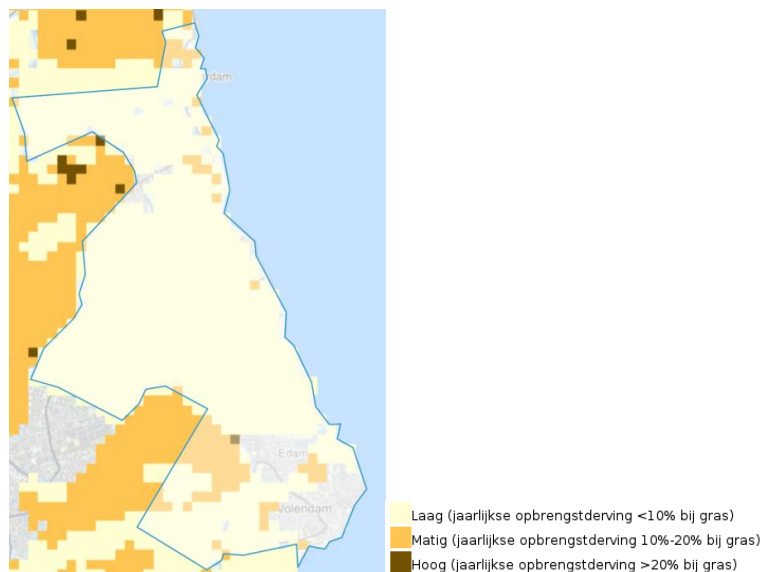 Edam
Volendam
Laag (jaarlijkse opbrengstderving <10% bij gras)
Matig (jaarlijkse opbrengstderving 10%-20% bij gras)
Hoog (jaarlijkse opbrengstderving >20% bij gras)